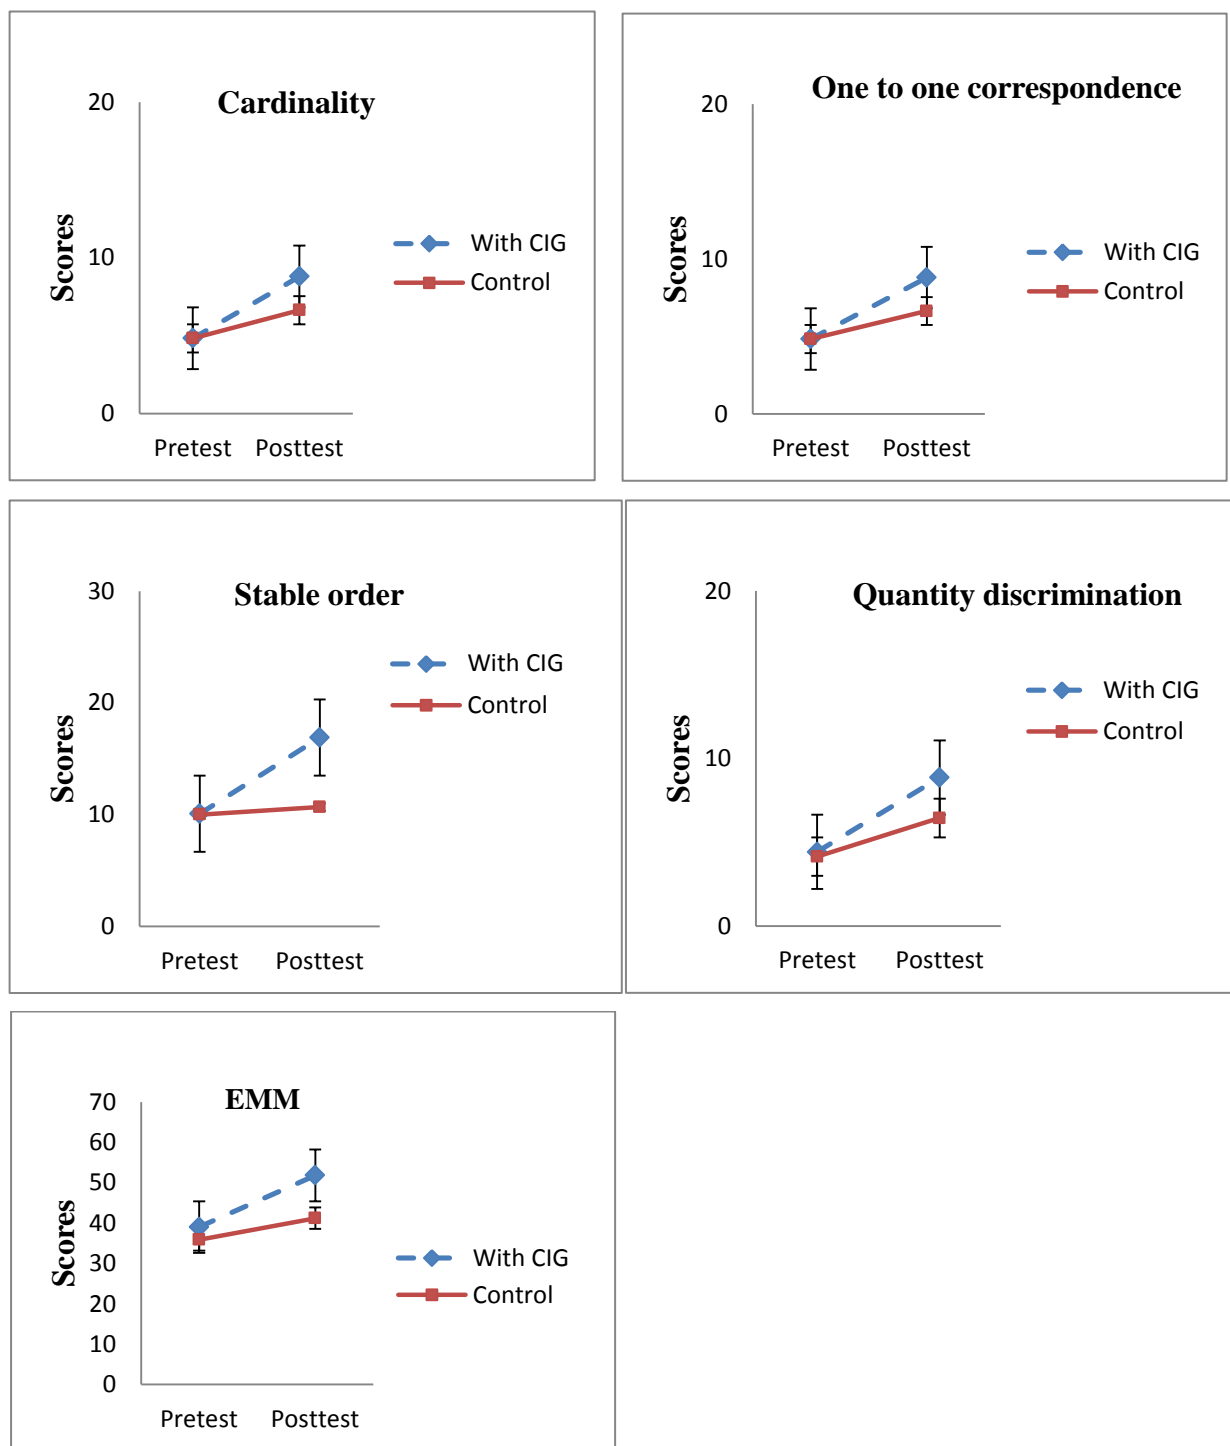 Cardinality
20
10
0
Scores
With CIG
Control
Pretest Posttest
One to one correspondence
20
10
0
Scores
With CIG
Control
Pretest Posttest
Stable order
30
20
10
0
Scores
With CIG
Control
Pretest Posttest
Quantity discrimination
20
10
0
Scores
With CIG
Control
Pretest Posttest
EMM
70
60
50
40
30
20
10
0
Scores
With CIG
Control
Pretest Posttest